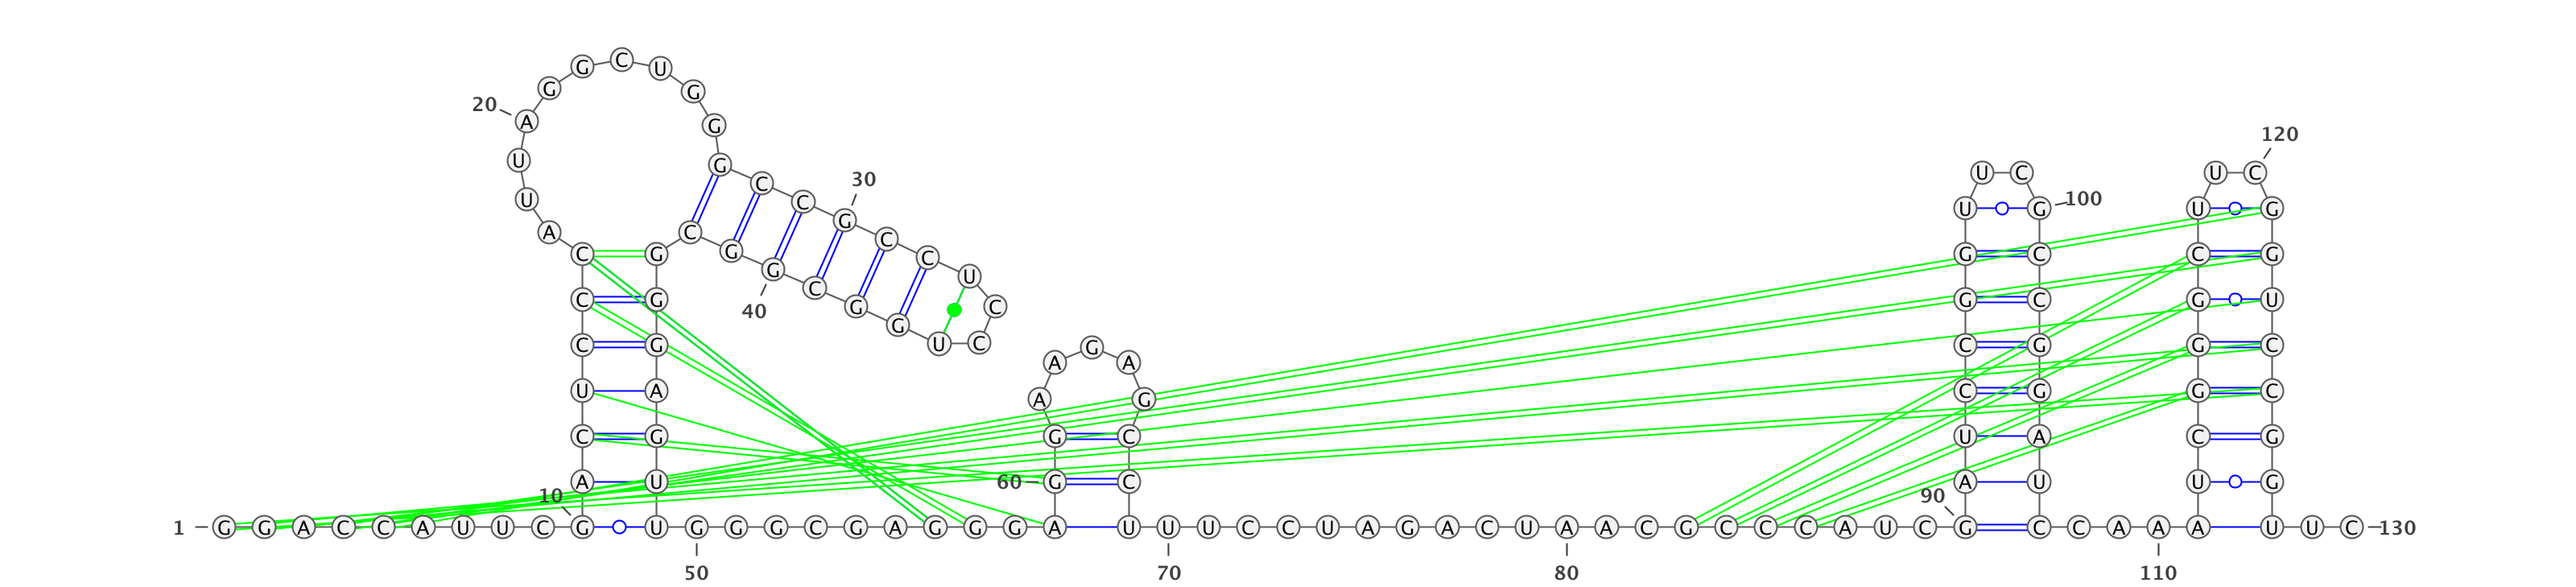 1
G G A C C A U U C G
10
A C U C C C A U U A
20
G G C U G G G C C G
30
C C U C C U G G C G
40
G C G G G A G U U G
50
G G C G A G G G A G
60
G A A G A G C C U U
70
U C C U A G A C U A
80
A C G C C C A U C G
90
A U C C G G U U C G
100
C C G G A U C C A A
110
A U C G G G C U U C
120
G G U C C G G U U C
130